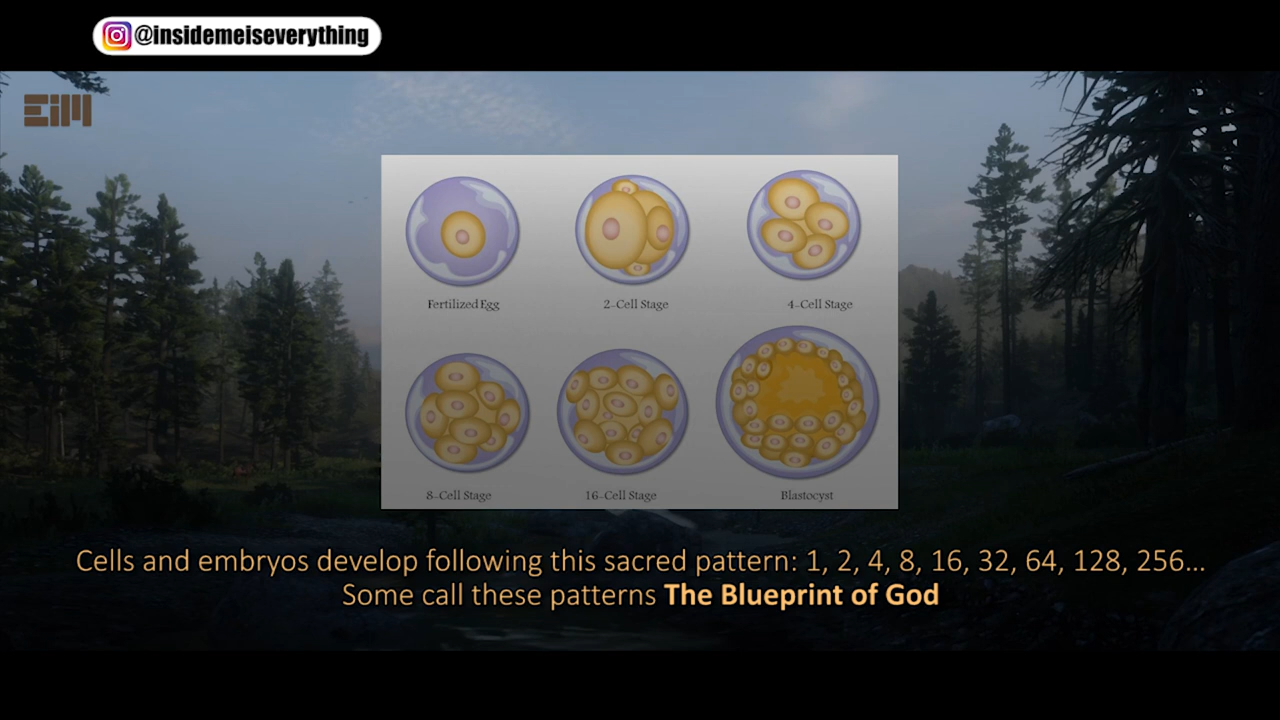 @insidemeiseverything
EiM
Fertilized Egg
2-Cell Stage
4-Cell Stage
8-Cell Stage
16-Cell Stage
Blastocyst
Cells and embryos develop following this sacred pattern: 1, 2, 4, 8, 16, 32, 64, 128, 256...
Some call these patterns The Blueprint of God